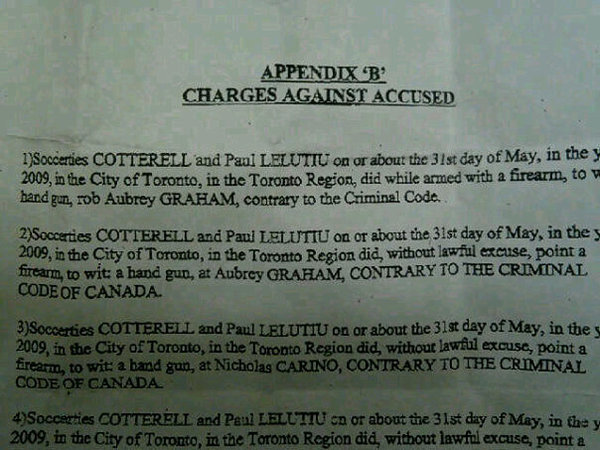 APPENDIX ‘B’
CHARGES AGAINST ACCUSED
1)Soccerties COTTERELL and Paul LELUTIU on or about the 31st day of May, in the y
2009, in the City of Toronto, in the Toronto Region, did while armed with a firearm, to w
hand gun, rob Aubrey GRAHAM, contrary to the Criminal Code.
2)Soccerties COTTERELL and Paul LELUTIU on or about the 31st day of May, in the y
2009, in the City of Toronto, in the Toronto Region did, without lawful excuse, point a
firearm, to wit: a hand gun, at Aubrey GRAHAM, CONTRARY TO THE CRIMINAL
CODE OF CANADA.
3)Soccerties COTTERELL and Paul LELUTIU on or about the 31st day of May, in the y
2009, in the City of Toronto, in the Toronto Region did, without lawful excuse, point a
firearm, to wit: a hand gun, at Nicholas CARINO, CONTRARY TO THE CRIMINAL
CODE OF CANADA.
4)Soccerties COTTERELL and Paul LELUTIU on or about the 31st day of May, in the y
2009, in the City of Toronto, in the Toronto Region did, without lawful excuse, point a